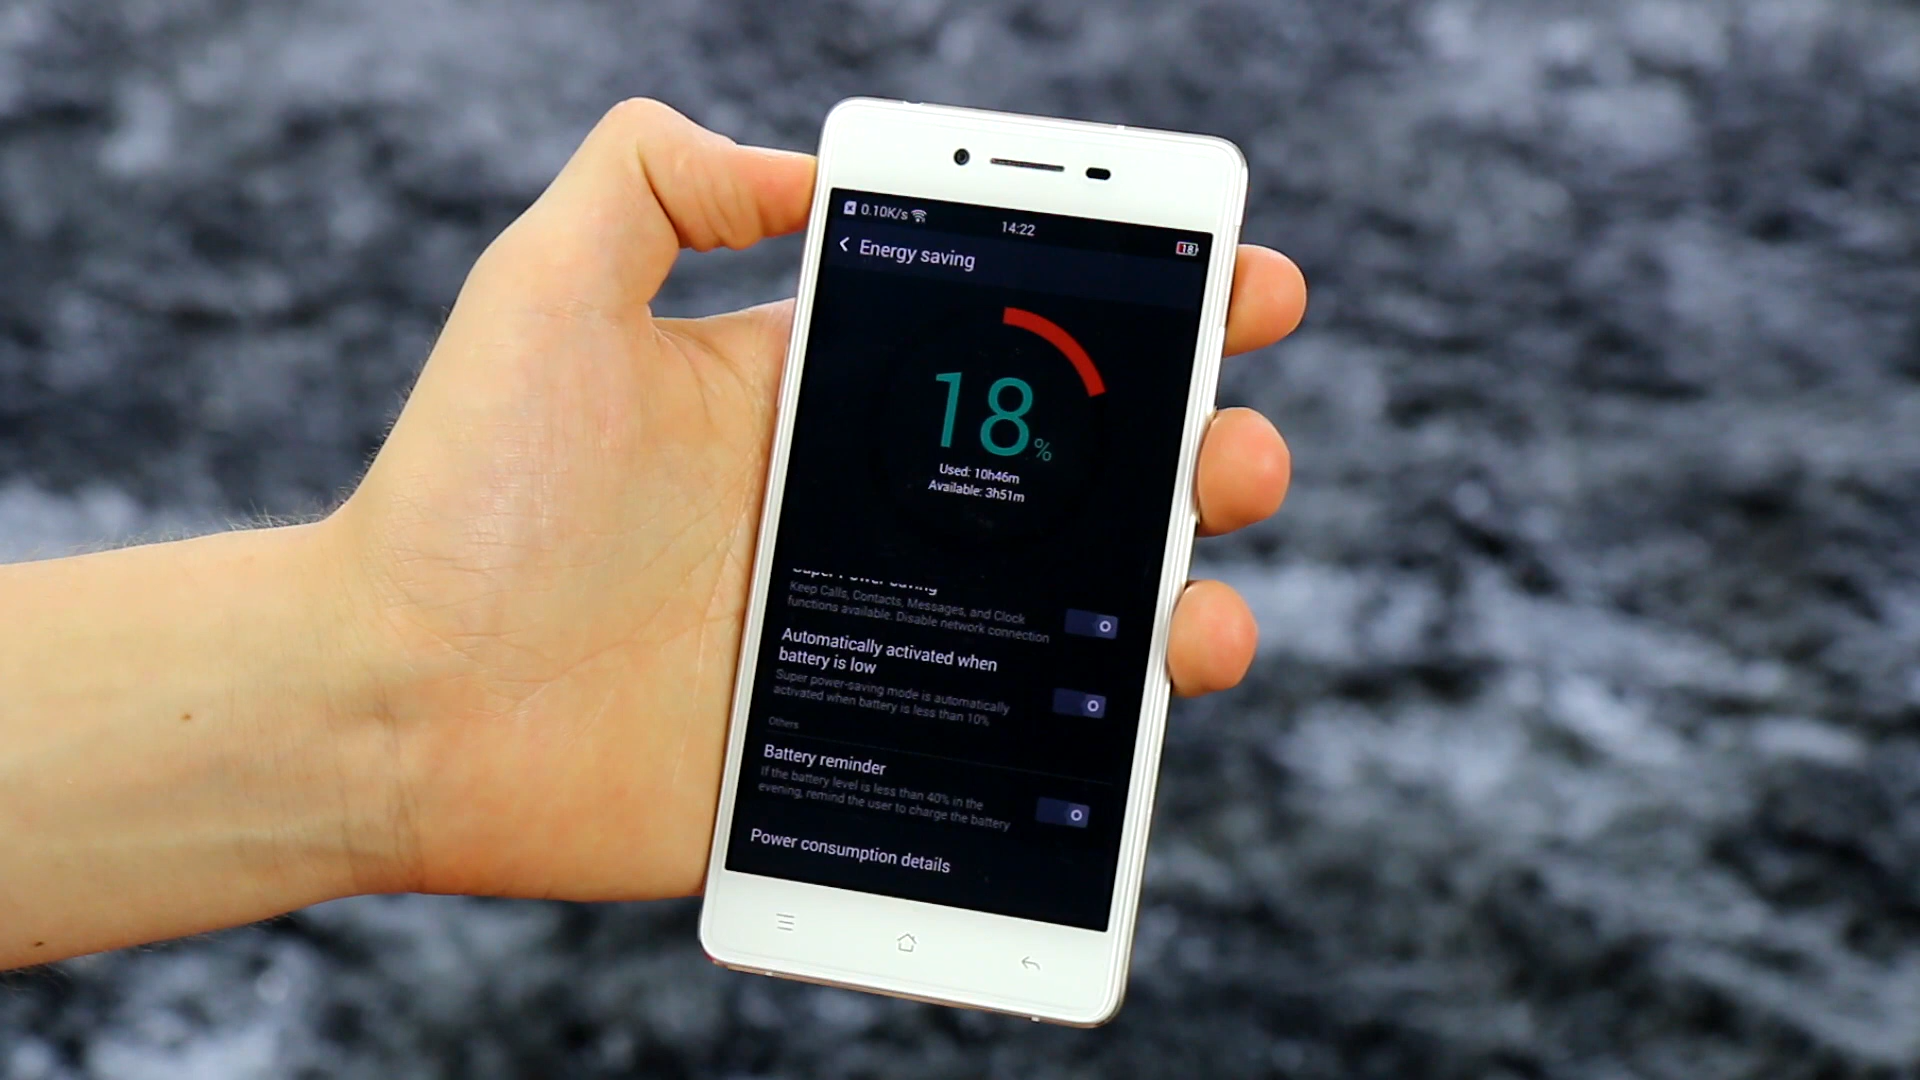 0.10K/s
14:22
18
Energy saving
18%
Used: 10h46m
Available: 3h51m
Super Power Saving
Keep Calls, Contacts, Messages, and Clock
functions available. Disable network connection
Automatically activated when
battery is low
Super power-saving mode is automatically
activated when battery is less than 10%
Others
Battery reminder
If the battery level is less than 40% in the
evening, remind the user to charge the battery
Power consumption details